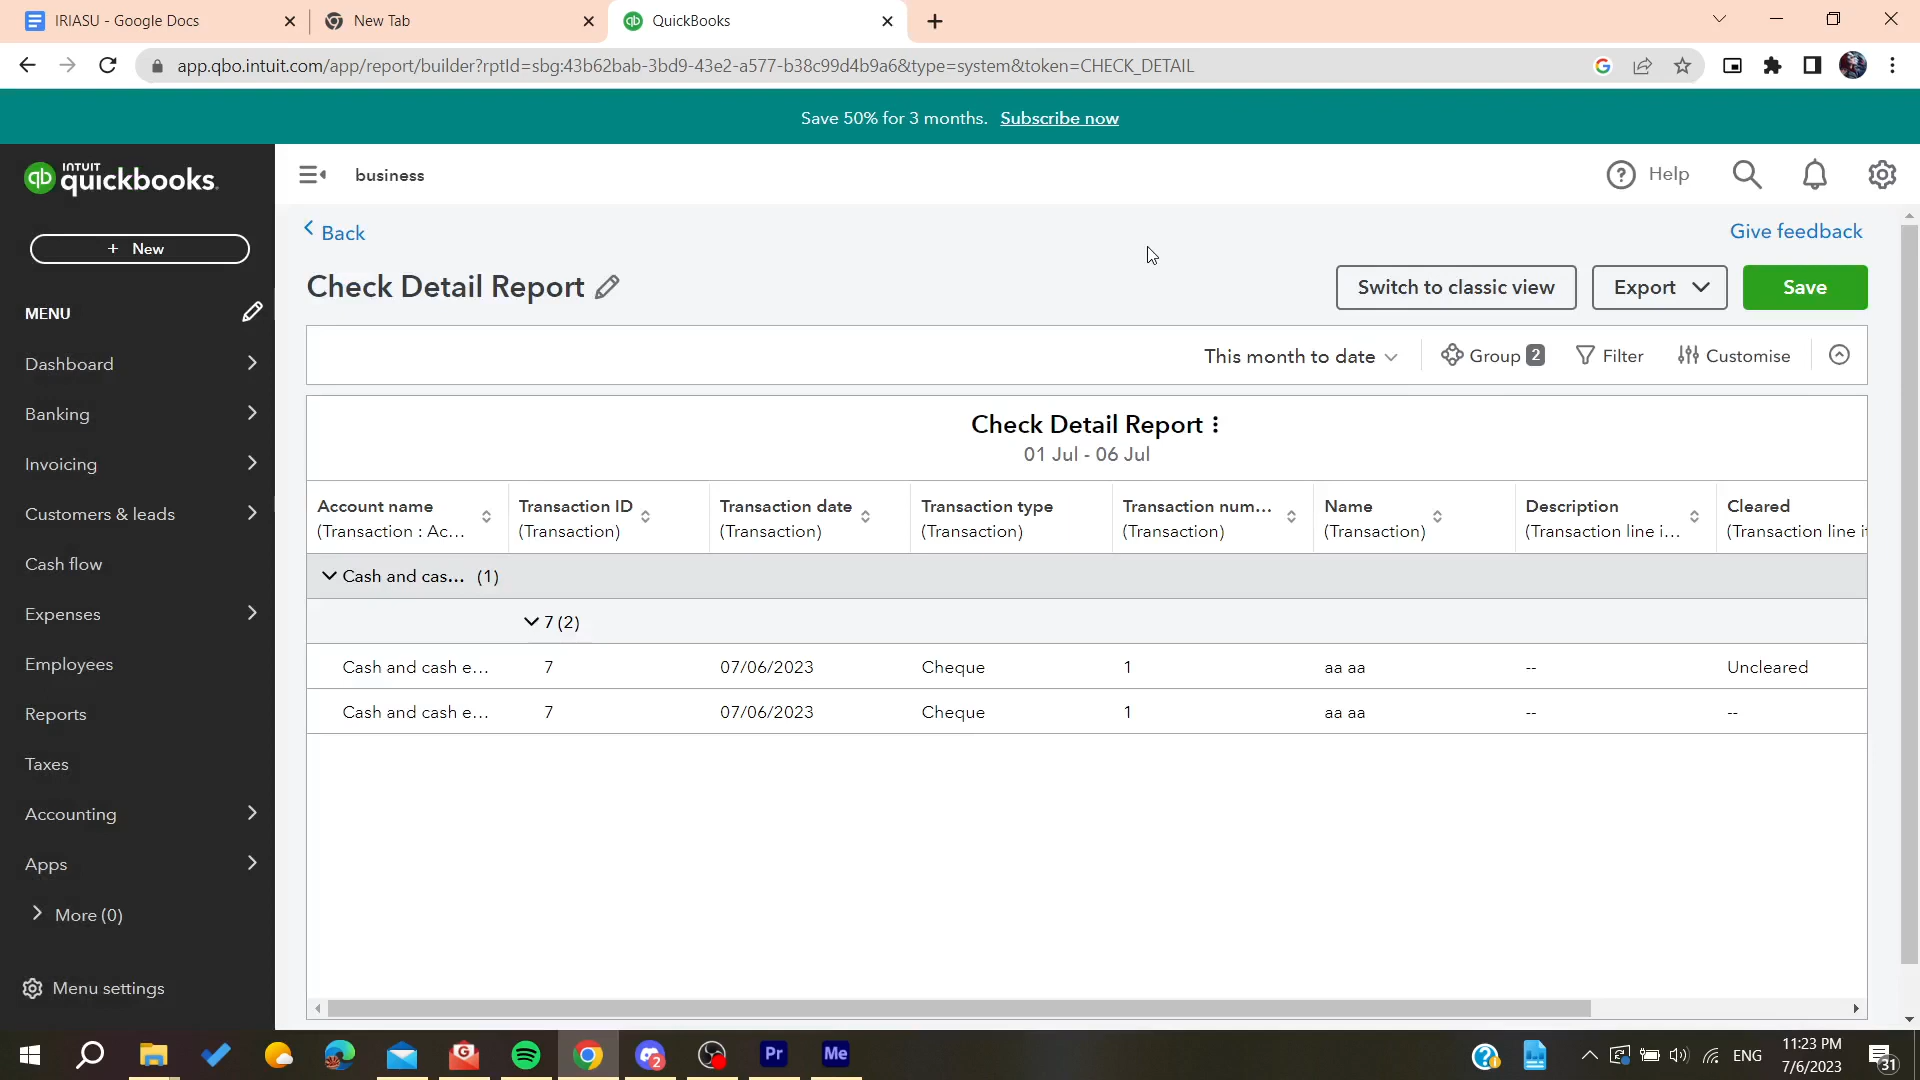 IRIASU - Google Docs
New Tab
QuickBooks
app.qbo.intuit.com/app/report/builder?rptId=sbg:43b62bab-3bd9-43e2-a577-b38c99d4b9a6&type=system&token=CHECK_DETAIL
Save 50% for 3 months. Subscribe now
INTUIT
quickbooks.
qb
business
? Help
+ New
Back
Give feedback
Check Detail Report
Switch to classic view
Export
Save
MENU
Dashboard
Banking
Invoicing
Customers & leads
Cash flow
Expenses
Employees
Reports
Taxes
Accounting
Apps
More (0)
Menu settings
This month to date
Group 2
Filter
Customise
Check Detail Report
01 Jul - 06 Jul
Account name Transaction ID Transaction date Transaction type Transaction num... Name Description Cleared
(Transaction : Ac... (Transaction) (Transaction) (Transaction) (Transaction) (Transaction) (Transaction line i... (Transaction line i
Cash and cas... (1)
7 (2)
Cash and cash e... 7 07/06/2023 Cheque 1 aa aa -- Uncleared
Cash and cash e... 7 07/06/2023 Cheque 1 aa aa -- --
2
Pr
Me
ENG
11:23 PM
7/6/2023
31